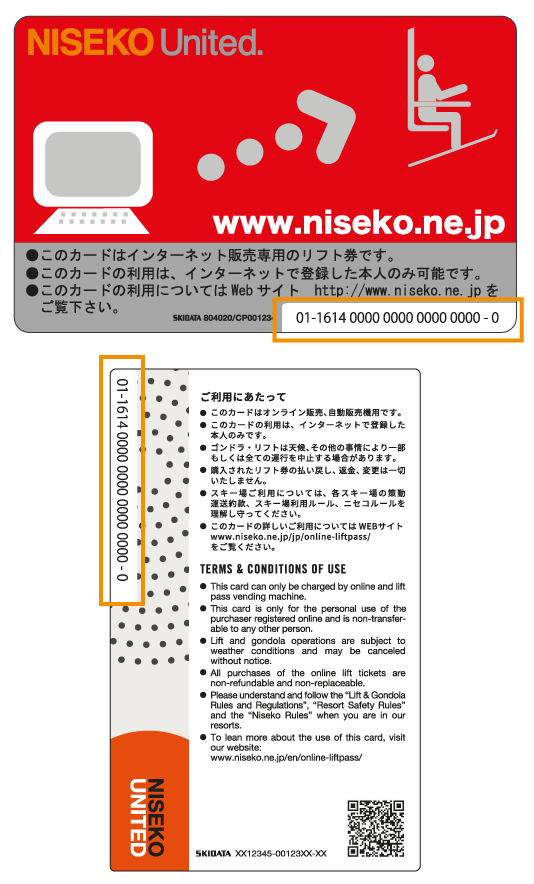 NISEKO United.
www.niseko.ne.jp
●このカードはインターネット販売専用のリフト券です。
●このカードの利用は、インターネットで登録した本人のみ可能です。
●このカードの利用についてはWebサイト　http://www.niseko.ne.jpを
ご覧下さい。
SKIDATA 804020/CP00123
01-1614 0000 0000 0000 0000 - 0
01-1614 0000 0000 0000 0000 - 0
ご利用にあたって
● このカードはオンライン販売、自動販売機用です。
● このカードの利用は、インターネットで登録した
本人のみです。
● ゴンドラ・リフトは天候、その他の事情により一部
もしくは全ての運行を中止する場合があります。
● 購入されたリフト券の払い戻し、返金、変更は一切
いたしません。
● スキー場ご利用については、各スキー場の索動
運送約款、スキー場利用ルール、ニセコルールを
理解し守ってください。
● このカードの詳しいご利用についてはWEBサイト
www.niseko.ne.jp/jp/online-liftpass/
をご覧ください。
TERMS & CONDITIONS OF USE
● This card can only be charged by online and lift
pass vending machine.
● This card is only for the personal use of the
purchaser registered online and is non-transfer-
able to any other person.
● Lift and gondola operations are subject to
weather conditions and may be canceled
without notice.
● All purchases of the online lift tickets are
non-refundable and non-replaceable.
● Please understand and follow the “Lift & Gondola
Rules and Regulations”, “Resort Safety Rules”
and the “Niseko Rules” when you are in our
resorts.
● To lean more about the use of this card, visit
our website:
www.niseko.ne.jp/en/online-liftpass/
NISEKO
UNITED
SKIDATA XX12345-00123XX-XX